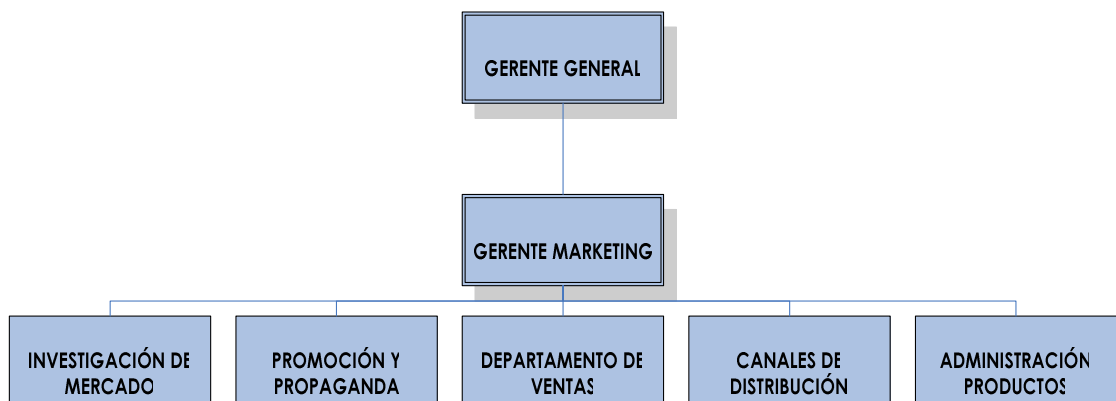 GERENTE GENERAL
GERENTE MARKETING
INVESTIGACIÓN DE
MERCADO
PROMOCIÓN Y
PROPAGANDA
DEPARTAMENTO DE
VENTAS
CANALES DE
DISTRIBUCIÓN
ADMINISTRACIÓN
PRODUCTOS